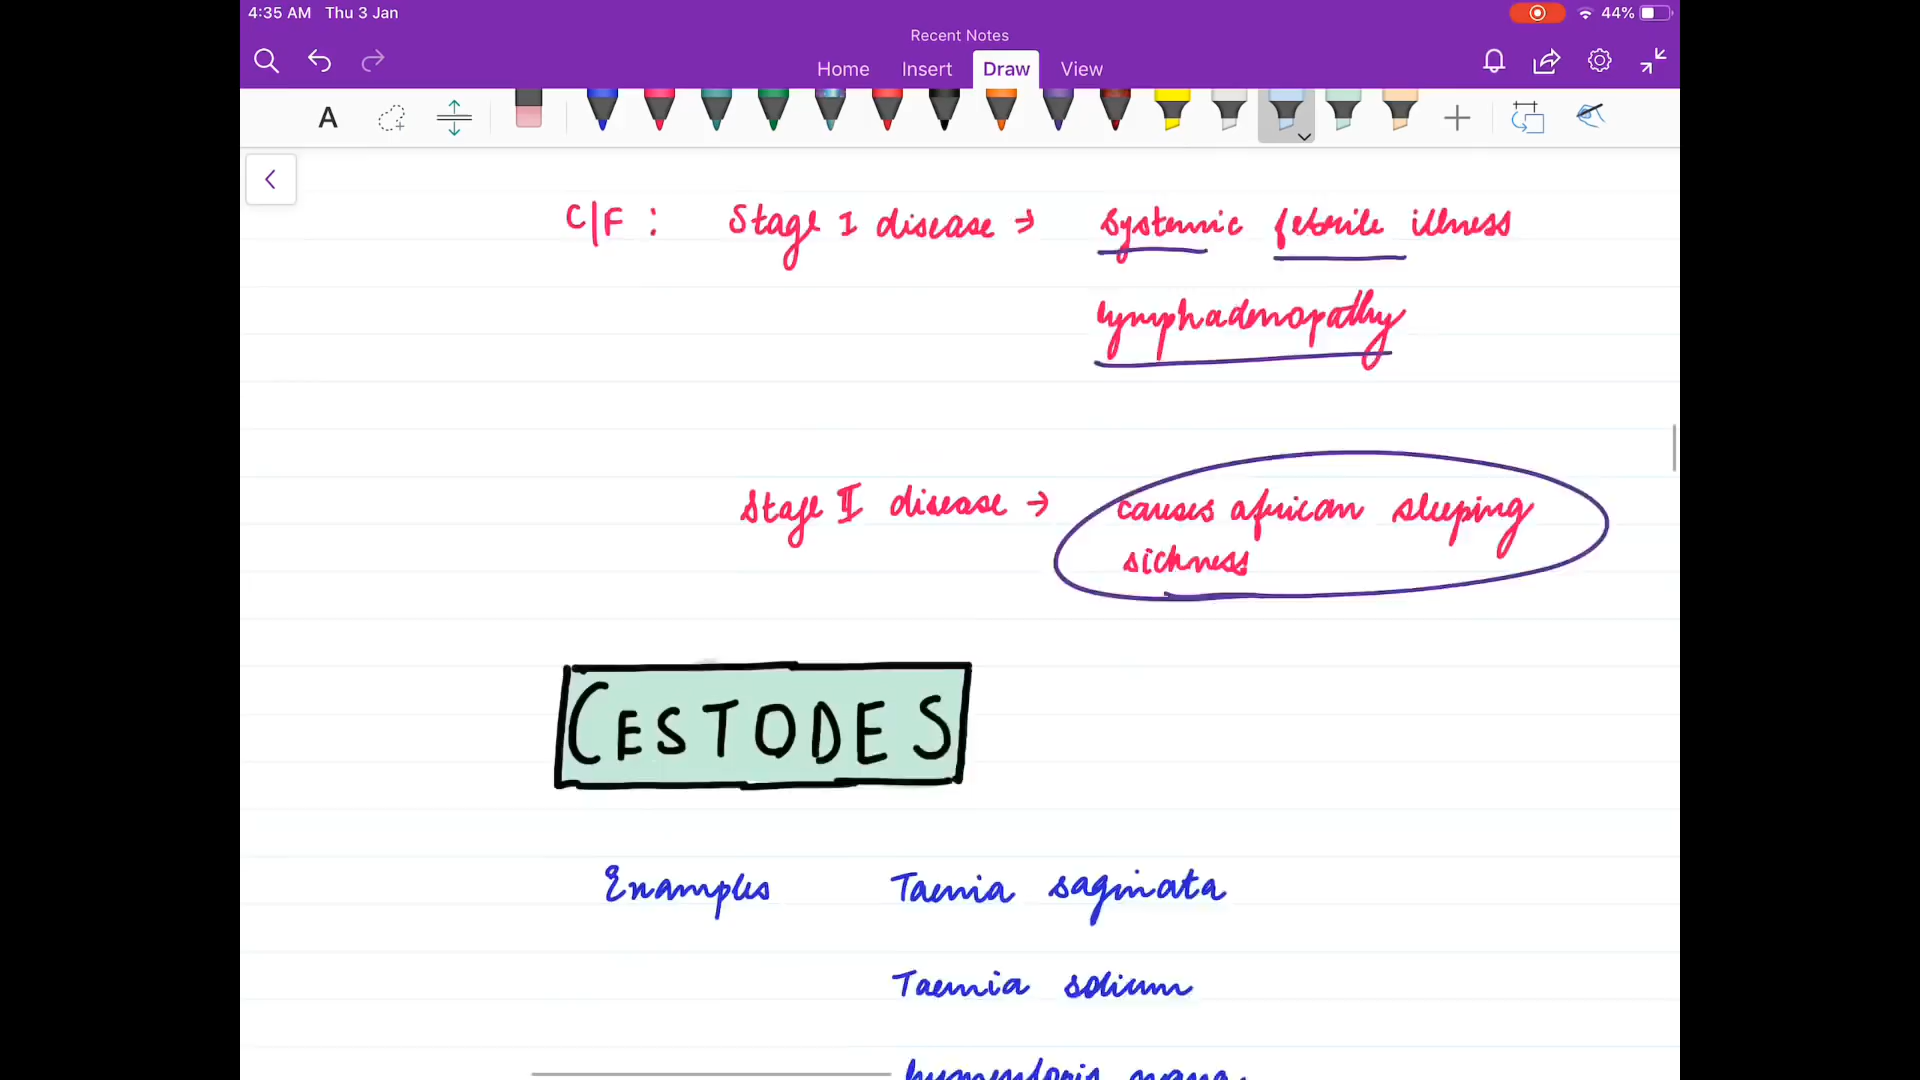 4:35 AM Thu 3 Jan
44%
Recent Notes
Home Insert Draw View
A
C/F : Stage I disease → systemic febrile illness
lymphadenopathy
Stage II disease → causes african sleeping
sickness
CESTODES
Examples Taenia saginata
Taenia solium
nana